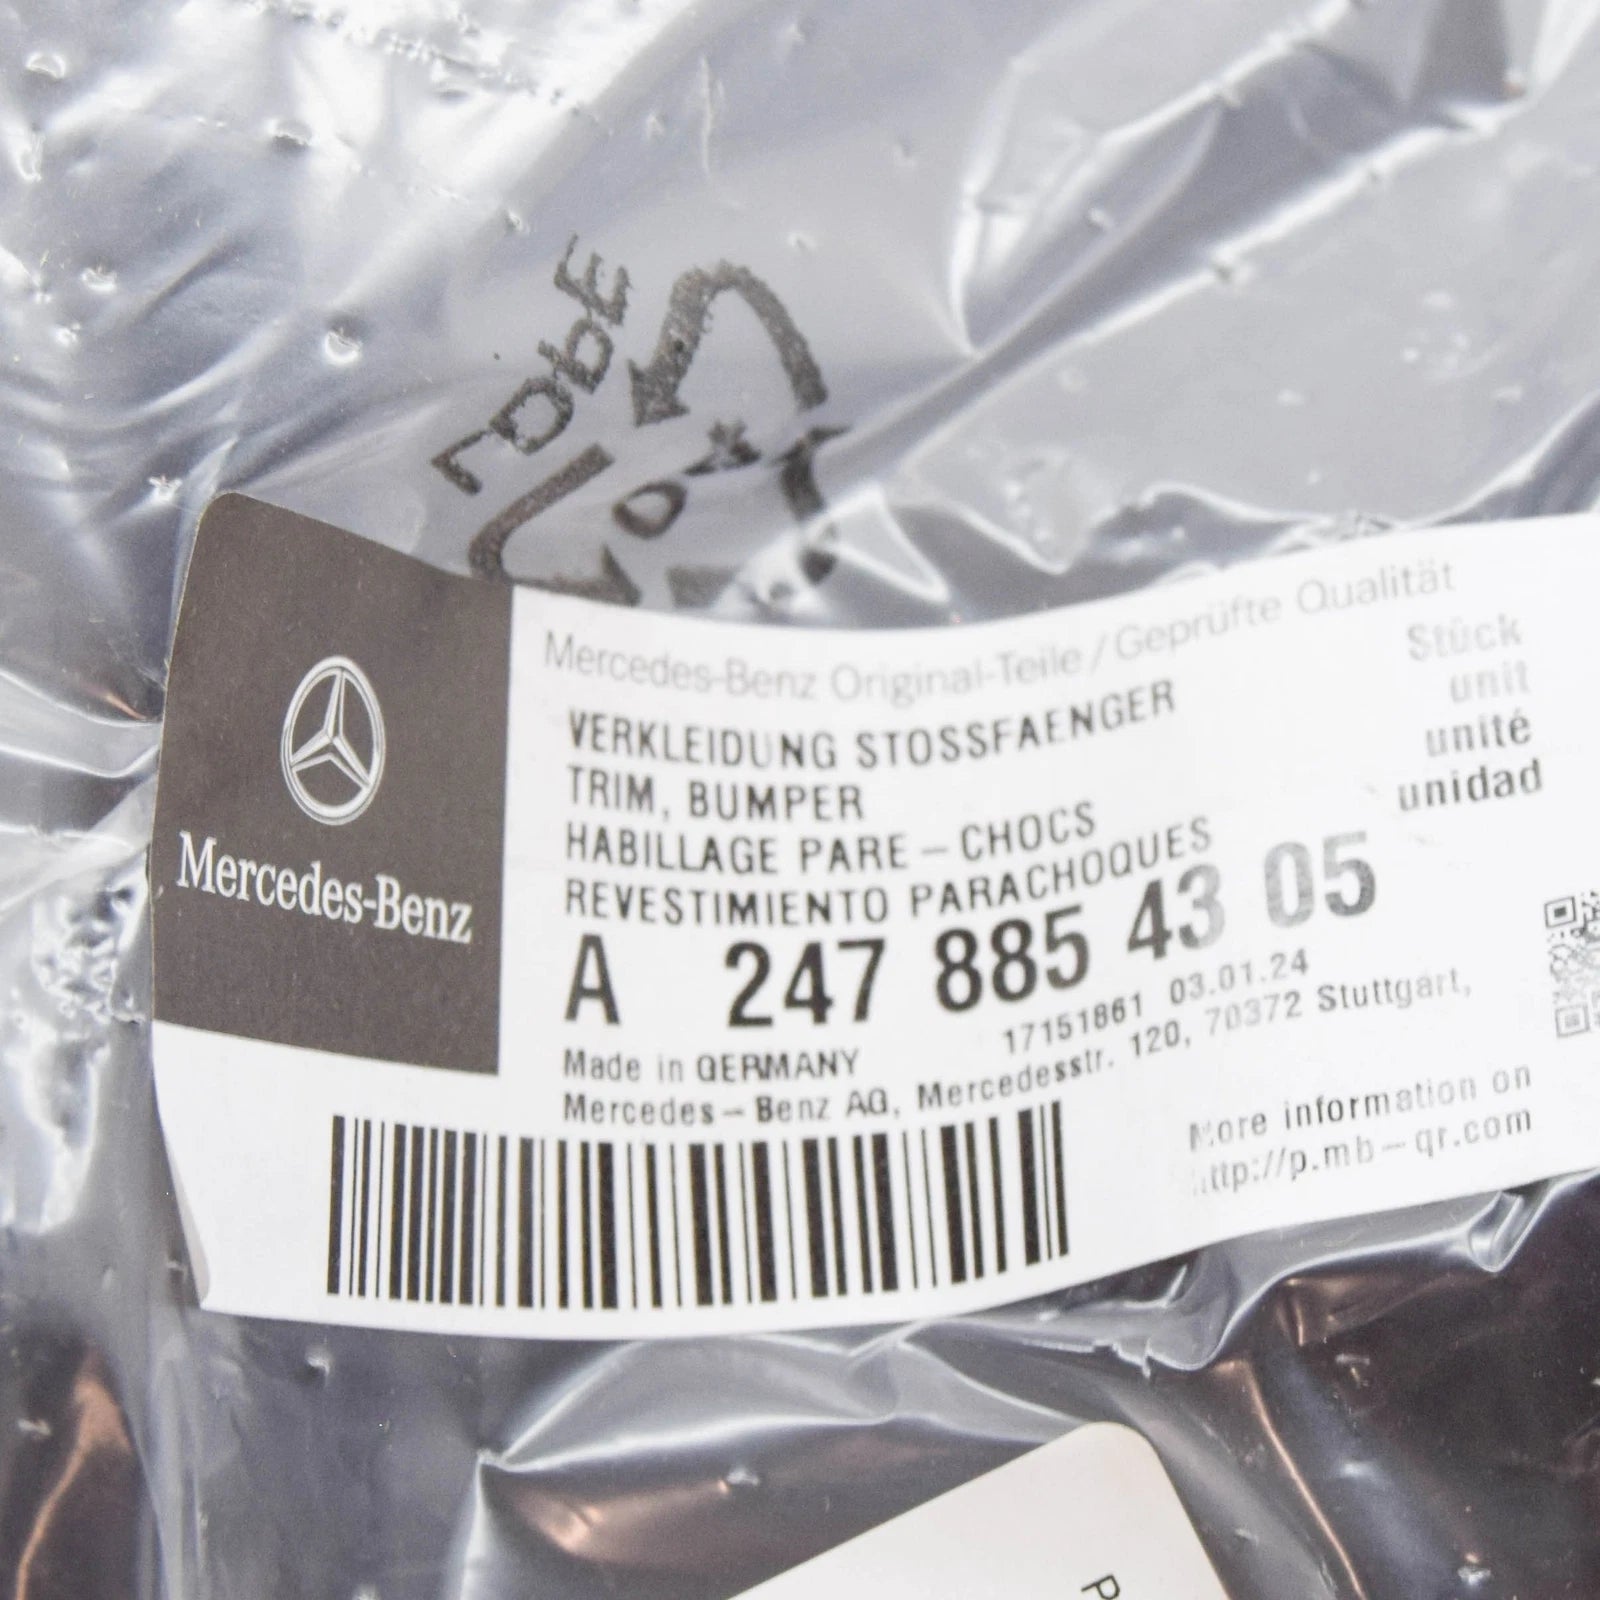 LDPE
04
Mercedes-Benz
Mercedes-Benz Original-Teile / Geprüfte Qualität
VERKLEIDUNG STOSSFAENGER
TRIM, BUMPER
HABILLAGE PARE-CHOCS
REVESTIMIENTO PARACHOQUES
Stück
unit
unité
unidad
A 247 885 43 05
17151861 03.01.24
Made in GERMANY
Mercedes-Benz AG, Mercedesstr. 120, 70372 Stuttgart,
More information on
http://p.mb-qr.com
P